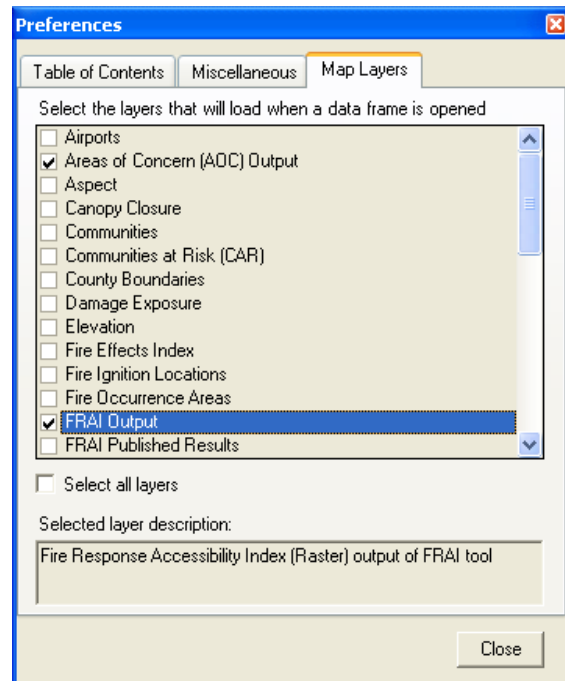 Preferences
Table of Contents Miscellaneous Map Layers
Select the layers that will load when a data frame is opened
Airports
Areas of Concern (AOC) Output
Aspect
Canopy Closure
Communities
Communities at Risk (CAR)
County Boundaries
Damage Exposure
Elevation
Fire Effects Index
Fire Ignition Locations
Fire Occurrence Areas
FRAI Output
FRAI Published Results
Select all layers
Selected layer description:
Fire Response Accessibility Index (Raster) output of FRAI tool
Close